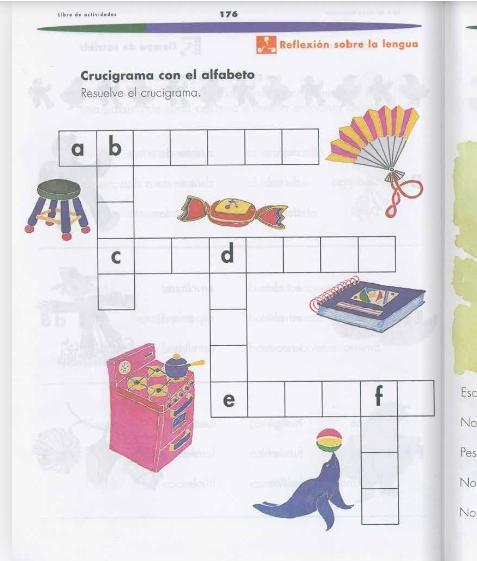 Libro de actividades
176
Reflexión sobre la lengua
Crucigrama con el alfabeto
Resuelve el crucigrama.
a b
c d
e f
Esc
No
Pes
No
No